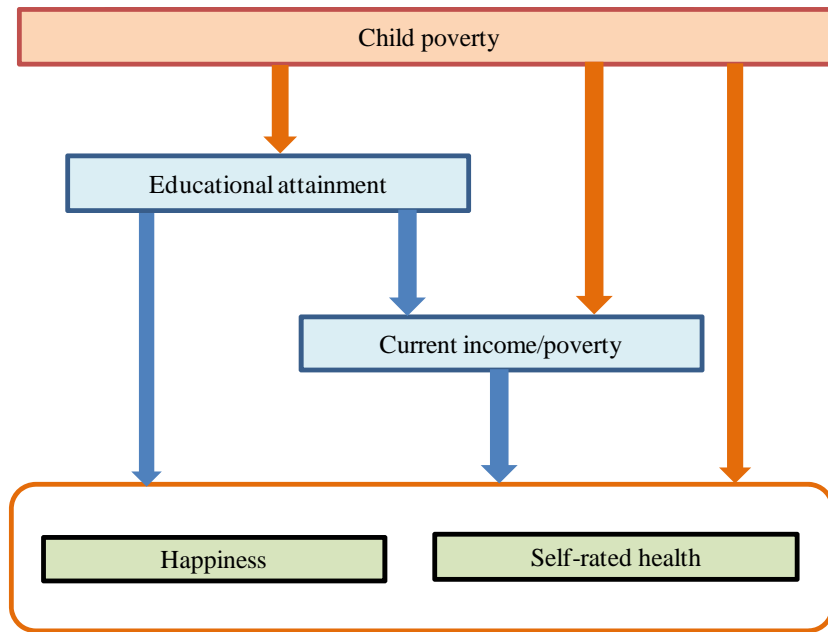 Child poverty
Educational attainment
Current income/poverty
Happiness
Self-rated health